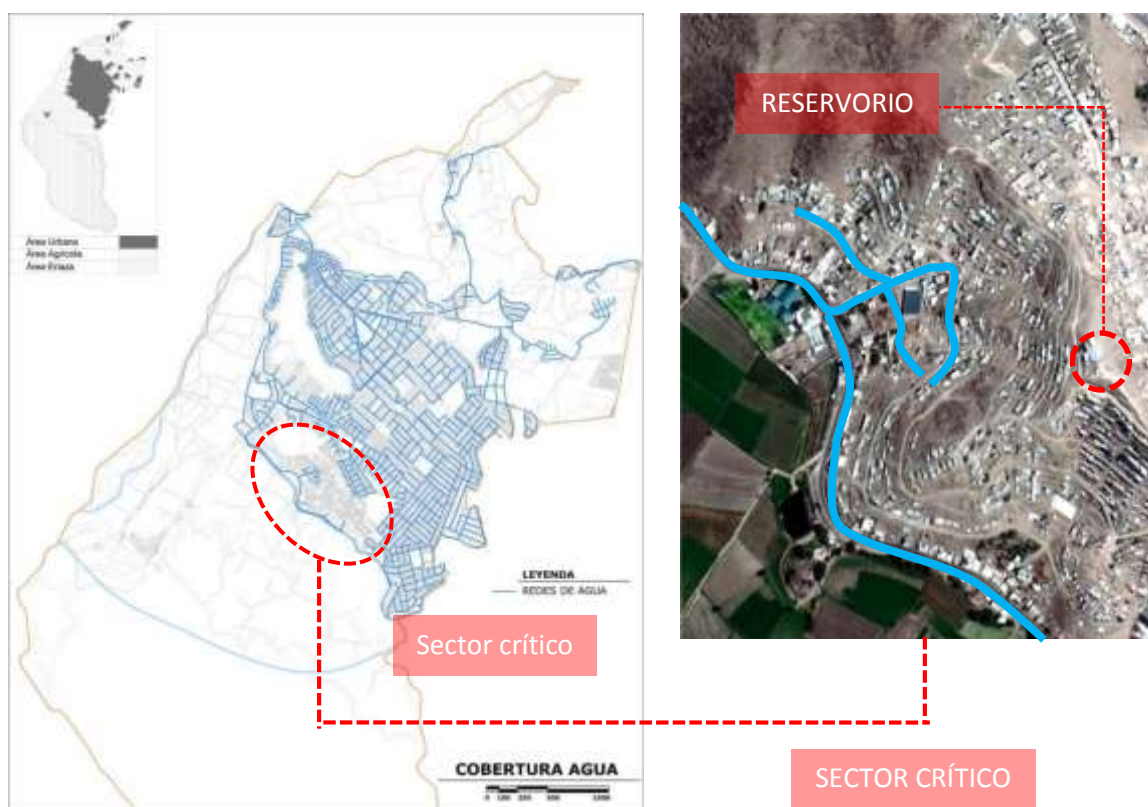 Área Urbana
Área Agrícola
Área Eriaza
LEYENDA
REDES DE AGUA
Sector crítico
COBERTURA AGUA
RESERVORIO
SECTOR CRÍTICO